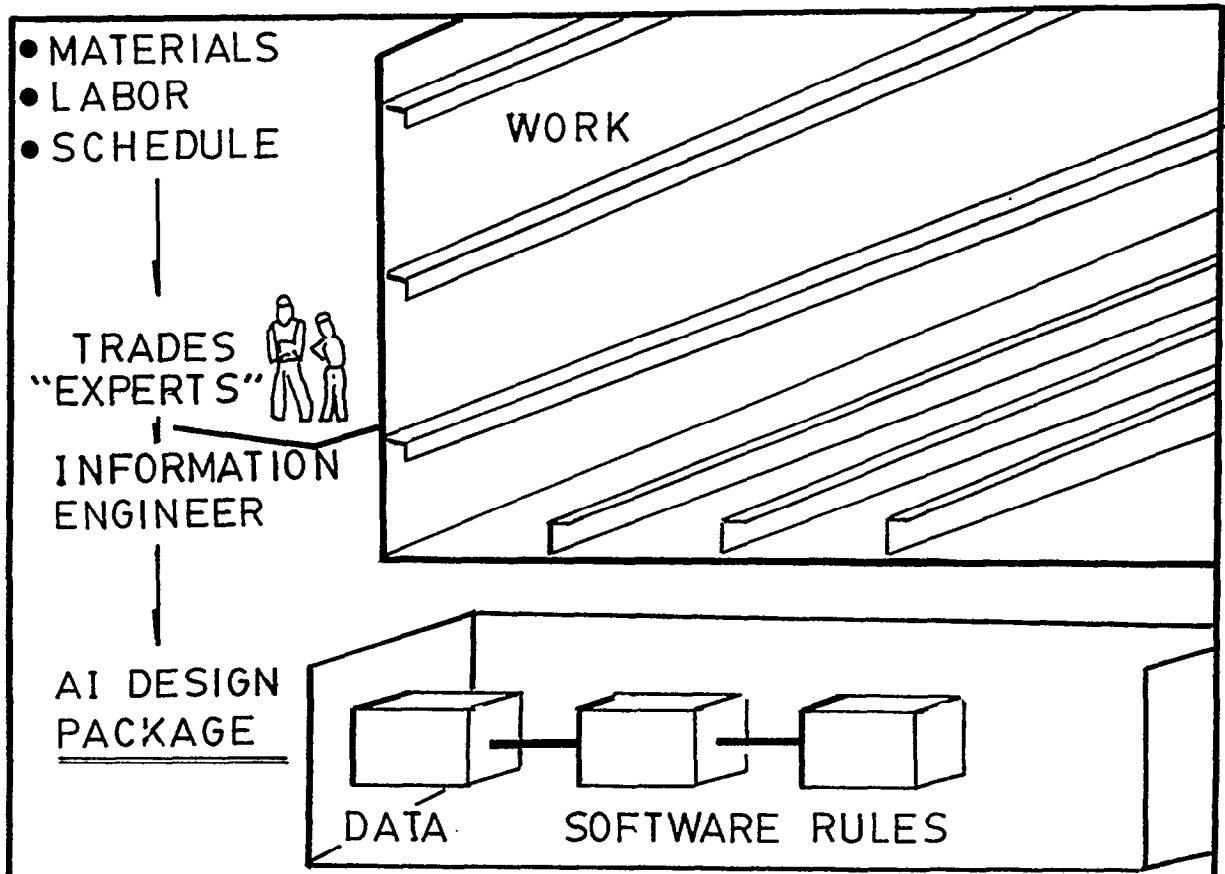 • MATERIALS
• LABOR
• SCHEDULE
WORK
TRADES
"EXPERTS"
INFORMATION
ENGINEER
AI DESIGN
PACKAGE
DATA SOFTWARE RULES